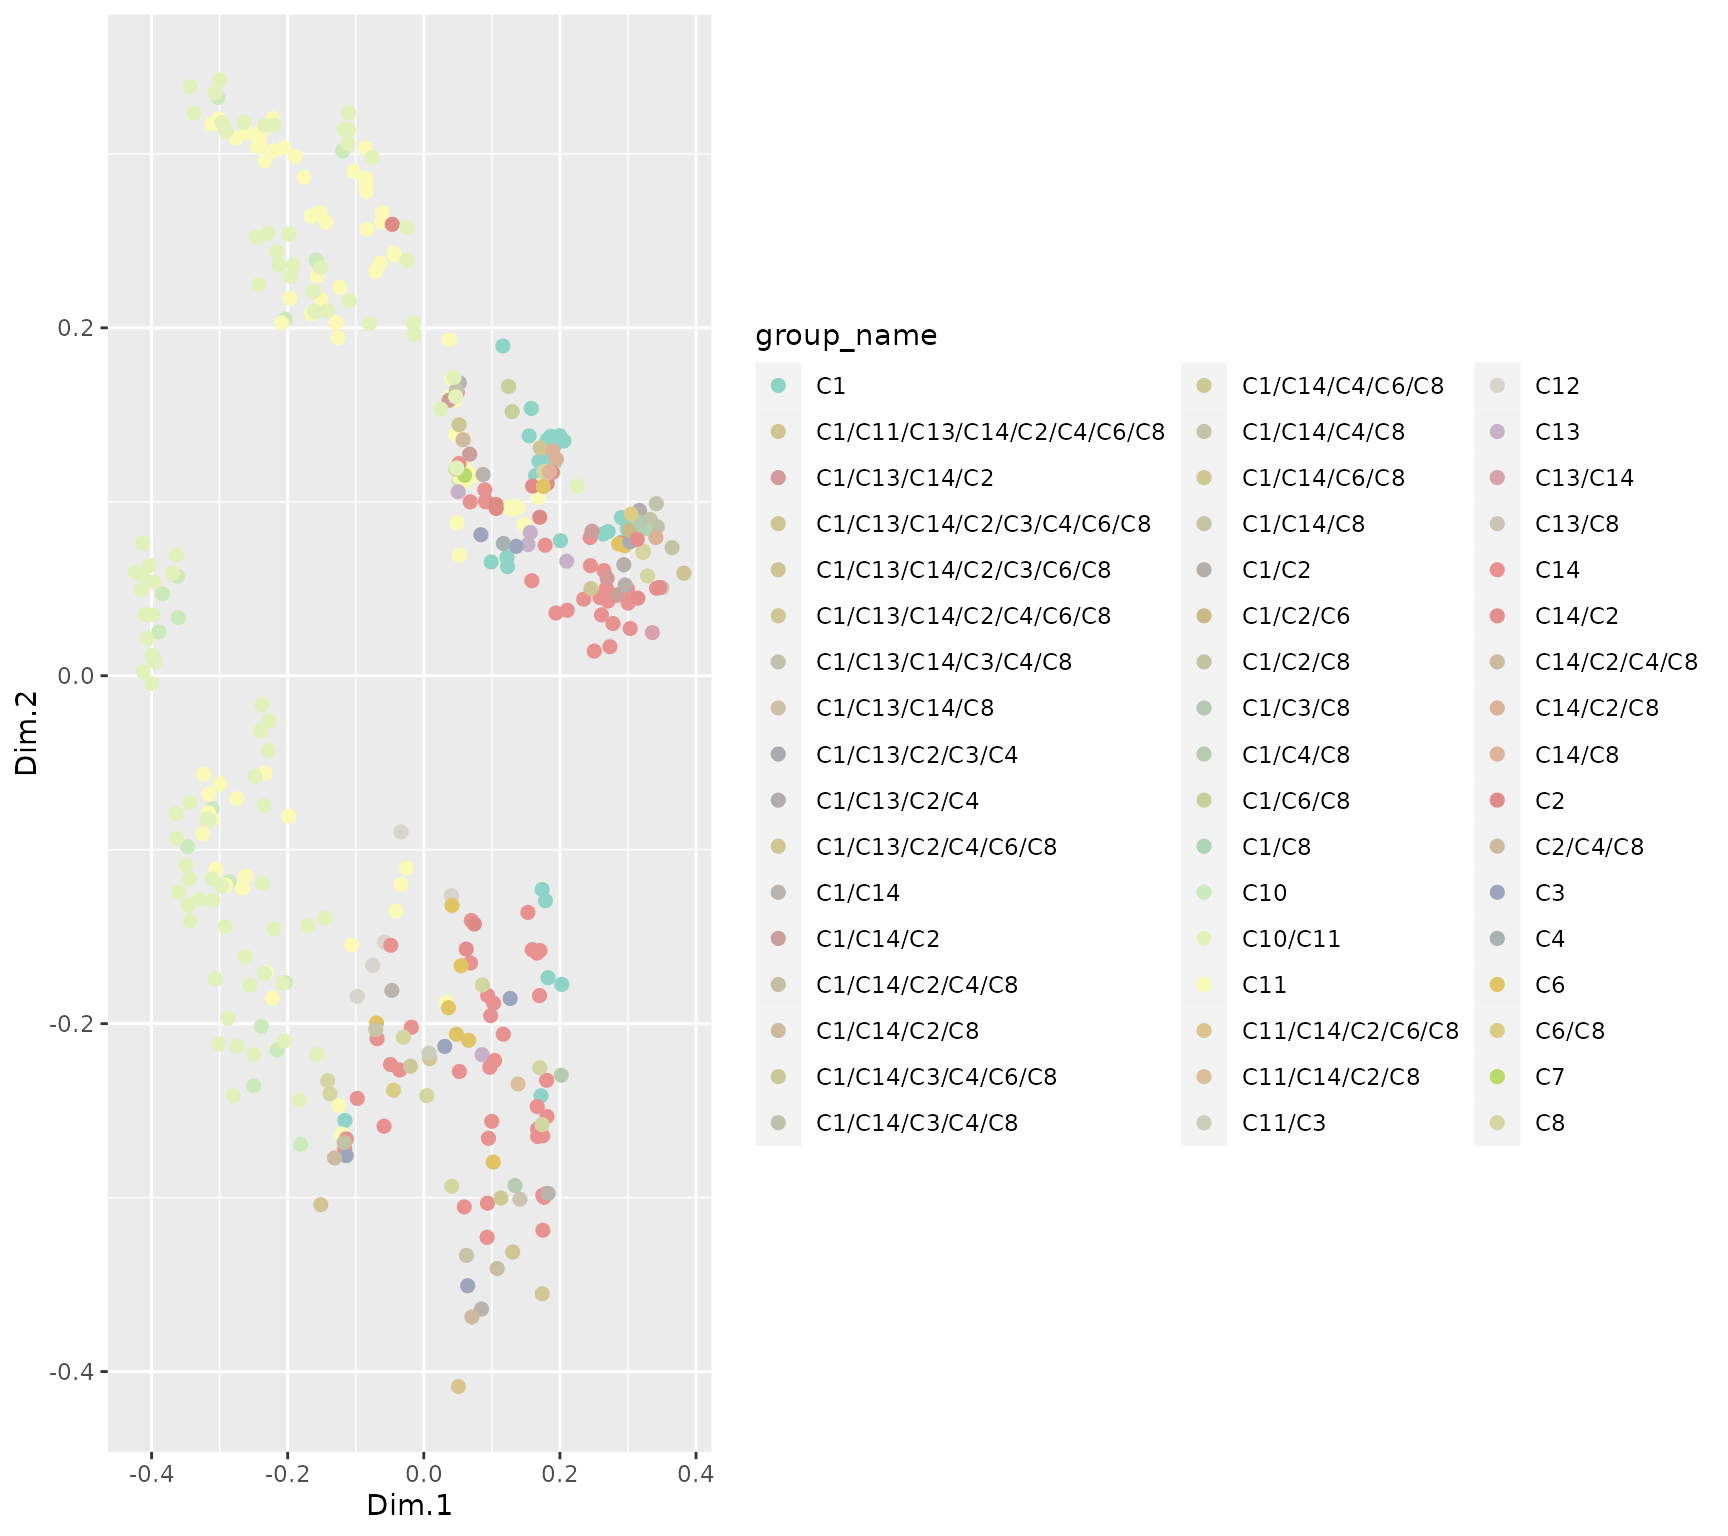 0.2
0.0
-0.2
-0.4
Dim.2
-0.4 -0.2 0.0 0.2 0.4
Dim.1
group_name
C1
C1/C11/C13/C14/C2/C4/C6/C8
C1/C13/C14/C2
C1/C13/C14/C2/C3/C4/C6/C8
C1/C13/C14/C2/C3/C6/C8
C1/C13/C14/C2/C4/C6/C8
C1/C13/C14/C3/C4/C8
C1/C13/C14/C8
C1/C13/C2/C3/C4
C1/C13/C2/C4
C1/C13/C2/C4/C6/C8
C1/C14
C1/C14/C2
C1/C14/C2/C4/C8
C1/C14/C2/C8
C1/C14/C3/C4/C6/C8
C1/C14/C3/C4/C8
C1/C14/C4/C6/C8
C1/C14/C4/C8
C1/C14/C6/C8
C1/C14/C8
C1/C2
C1/C2/C6
C1/C2/C8
C1/C3/C8
C1/C4/C8
C1/C6/C8
C1/C8
C10
C10/C11
C11
C11/C14/C2/C6/C8
C11/C14/C2/C8
C11/C3
C12
C13
C13/C14
C13/C8
C14
C14/C2
C14/C2/C4/C8
C14/C2/C8
C14/C8
C2
C2/C4/C8
C3
C4
C6
C6/C8
C7
C8